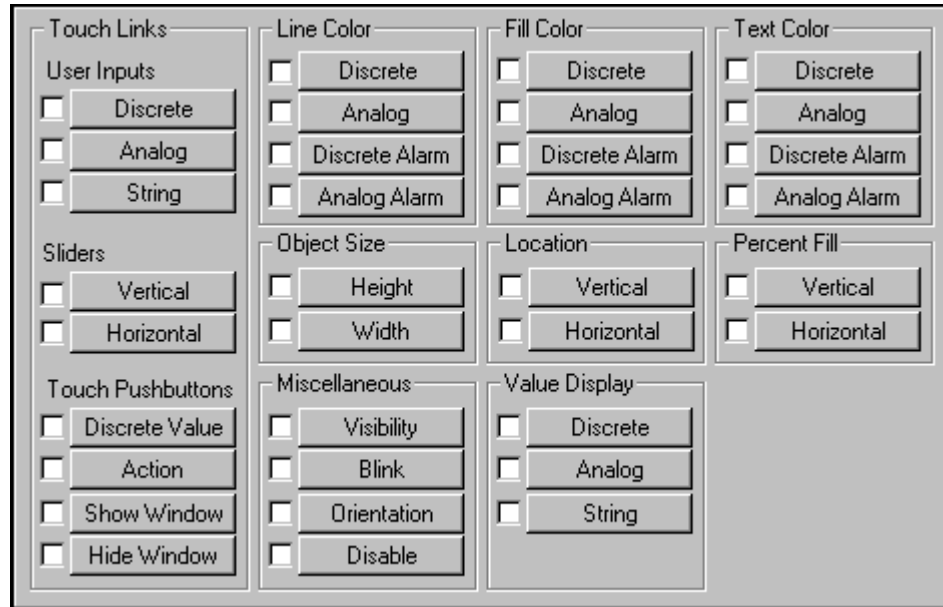 Touch Links
User Inputs
Discrete
Analog
String
Sliders
Vertical
Horizontal
Touch Pushbuttons
Discrete Value
Action
Show Window
Hide Window
Line Color
Discrete
Analog
Discrete Alarm
Analog Alarm
Fill Color
Discrete
Analog
Discrete Alarm
Analog Alarm
Text Color
Discrete
Analog
Discrete Alarm
Analog Alarm
Object Size
Height
Width
Location
Vertical
Horizontal
Percent Fill
Vertical
Horizontal
Miscellaneous
Visibility
Blink
Orientation
Disable
Value Display
Discrete
Analog
String